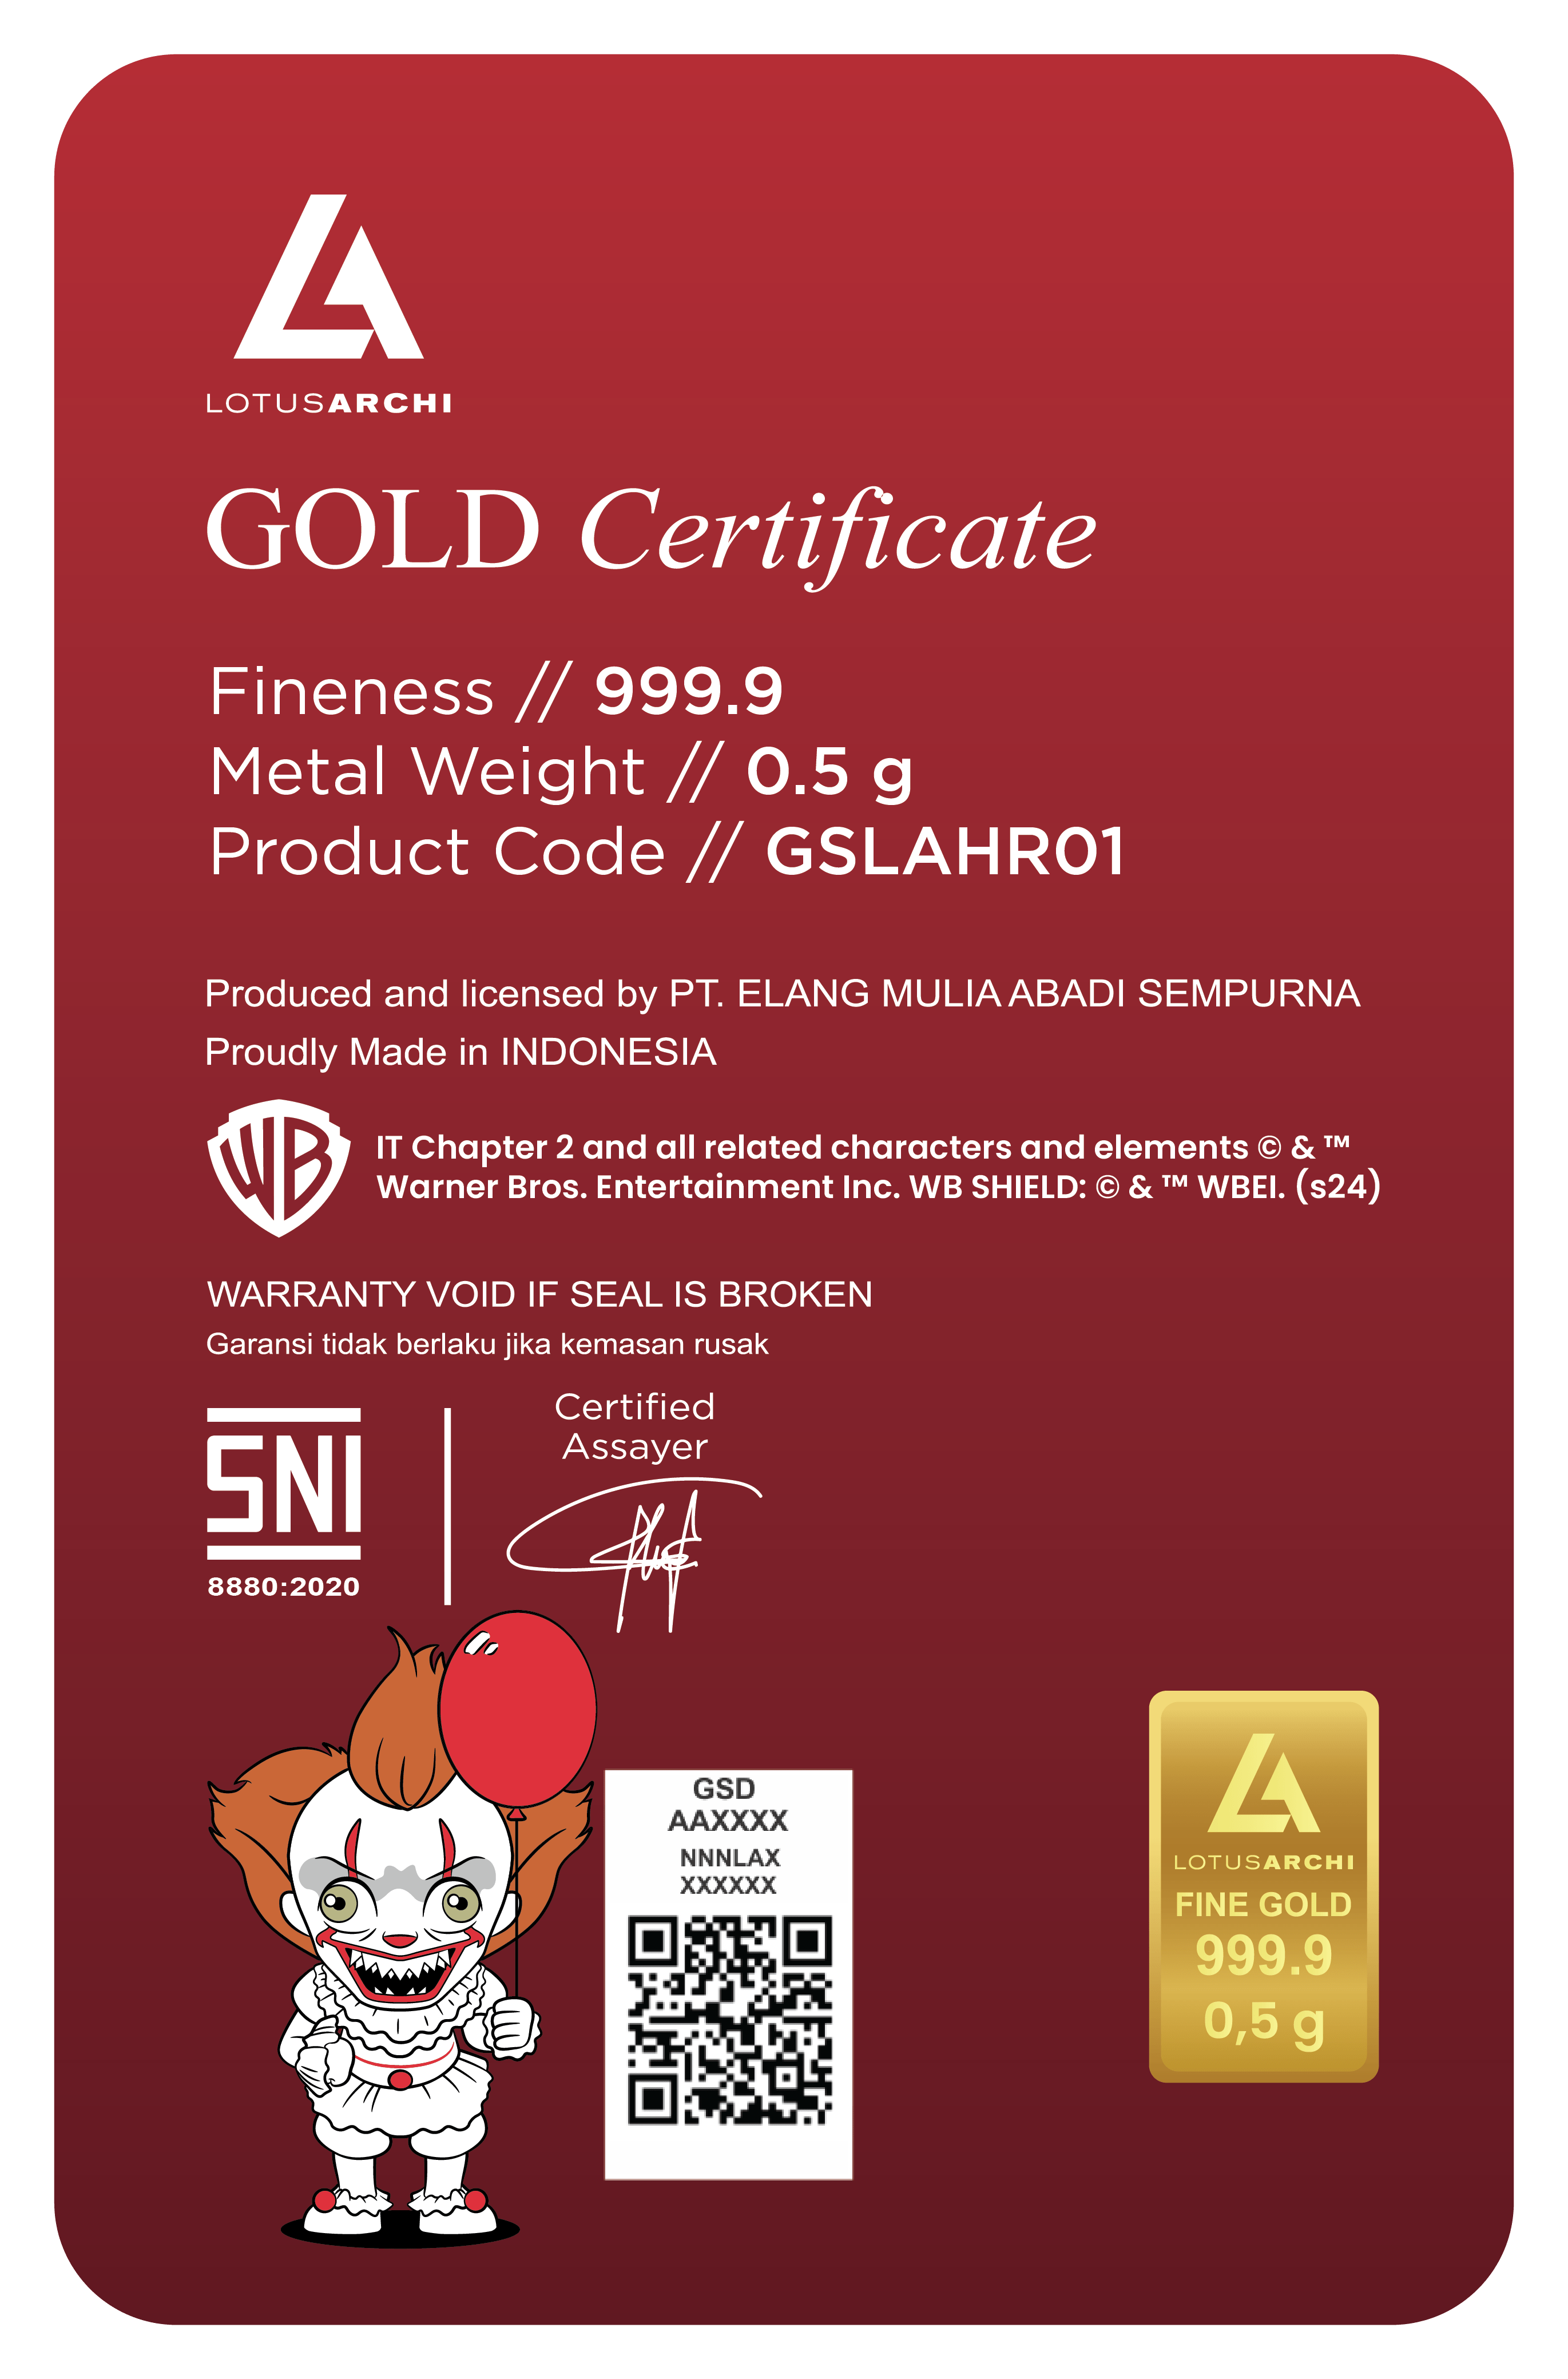 LOTUSARCHI
GOLD Certificate
Fineness // 999.9
Metal Weight // 0.5 g
Product Code // GSLAHR01
Produced and licensed by PT. ELANG MULIA ABADI SEMPURNA
Proudly Made in INDONESIA
WB
IT Chapter 2 and all related characters and elements © & ™
Warner Bros. Entertainment Inc. WB SHIELD: © & ™ WBEI. (s24)
WARRANTY VOID IF SEAL IS BROKEN
Garansi tidak berlaku jika kemasan rusak
SNI
8880:2020
Certified
Assayer
GSD
AAXXXX
NNNLAX
XXXXXX
LOTUSARCHI
FINE GOLD
999.9
0,5 g